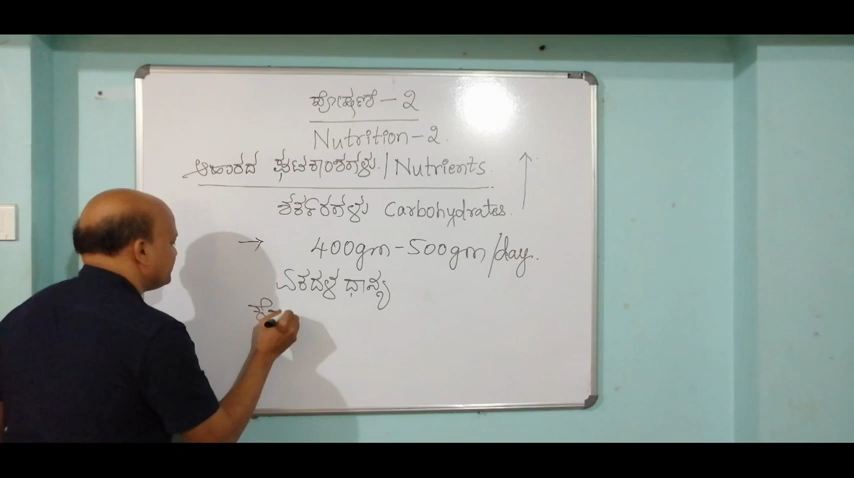 ಪೋಷಣೆ - 2
Nutrition - 2.
ಆಹಾರದ ಘಟಕಾಂಶಗಳು / Nutrients
ಶರ್ಕರಗಳು Carbohydrates.
→ 400gm - 500gm / day.
ಏಕದಳ ಧಾನ್ಯ